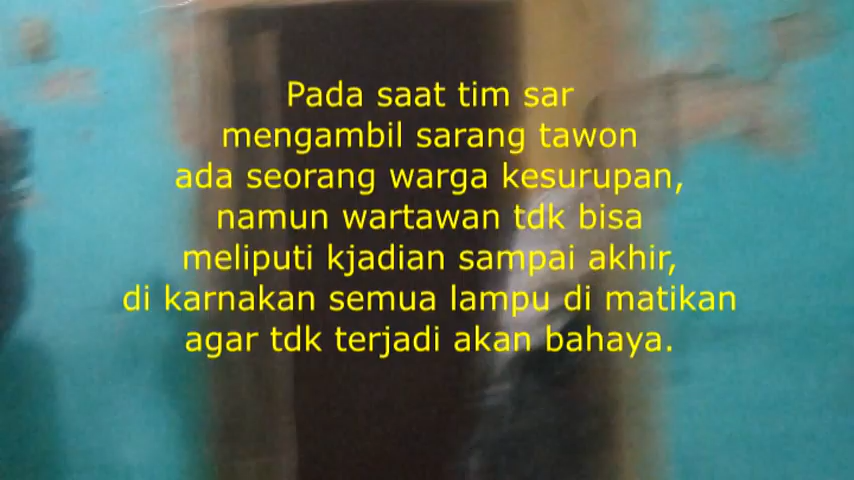 Pada saat tim sar
mengambil sarang tawon
ada seorang warga kesurupan,
namun wartawan tdk bisa
meliputi kjadian sampai akhir,
di karnakan semua lampu di matikan
agar tdk terjadi akan bahaya.